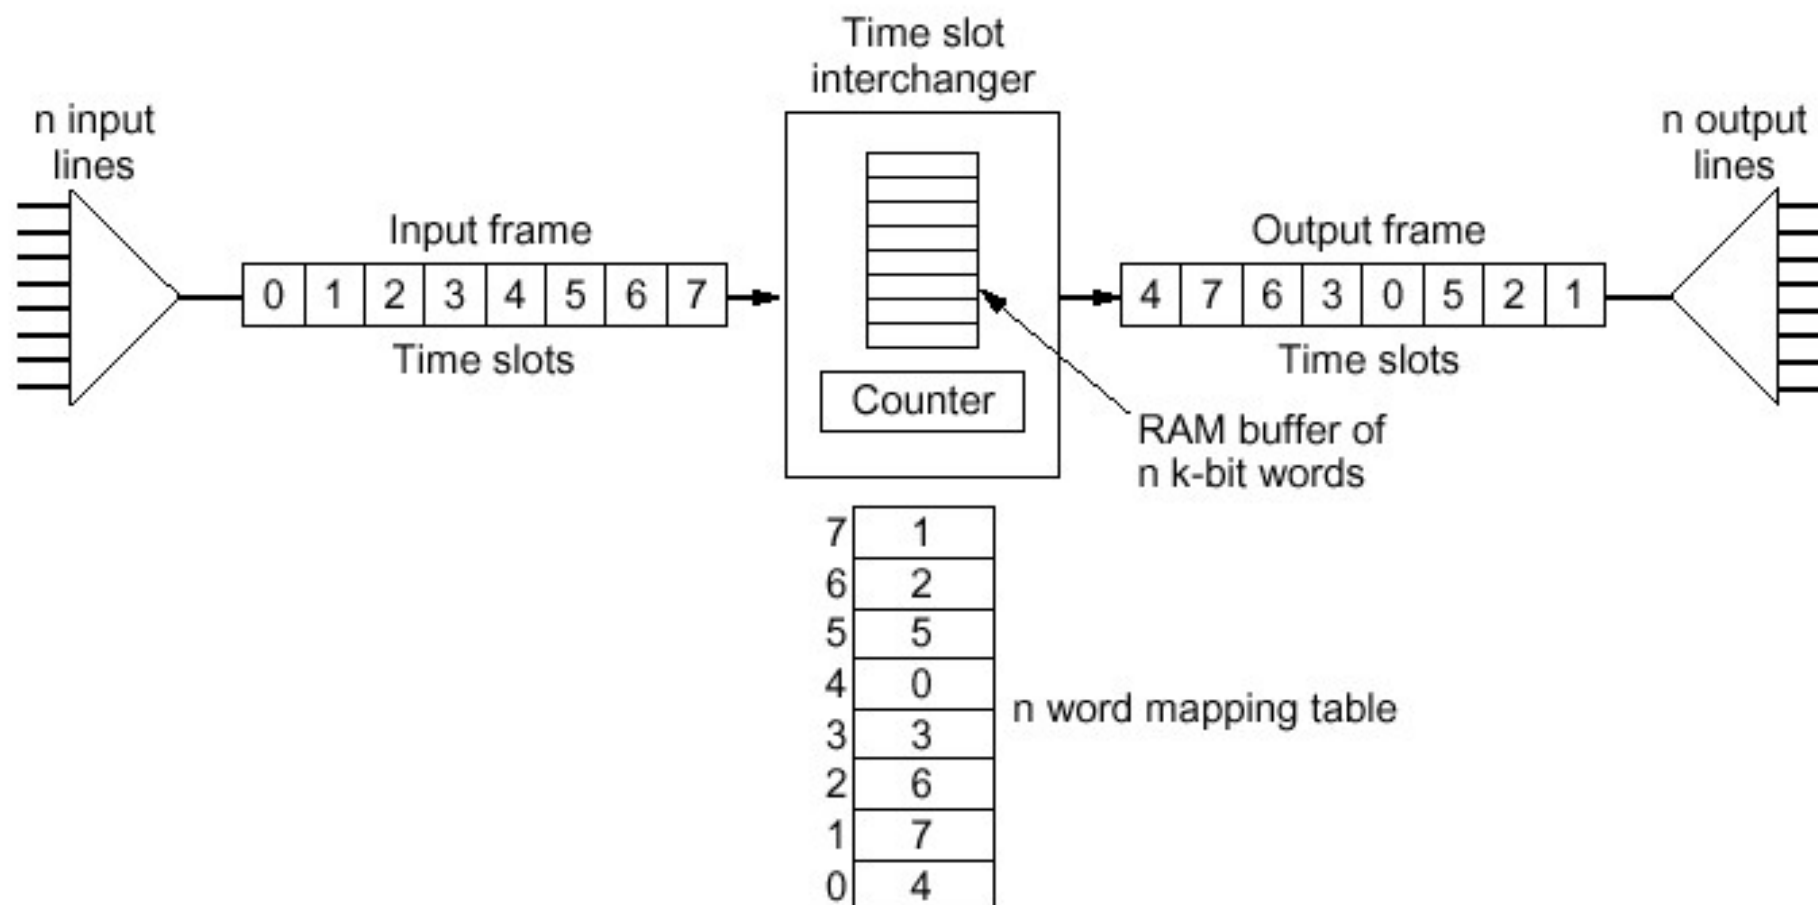 Time slot
interchanger
n input
lines
n output
lines
Input frame
Output frame
0 1 2 3 4 5 6 7
4 7 6 3 0 5 2 1
Time slots
Time slots
Counter
RAM buffer of
n k-bit words
7 1
6 2
5 5
4 0
3 3
2 6
1 7
0 4
n word mapping table